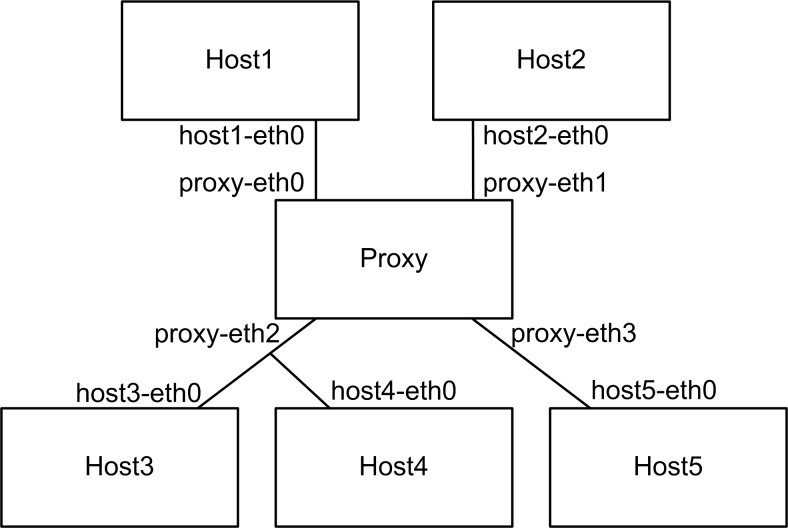 Host1
Host2
host1-eth0
host2-eth0
proxy-eth0
proxy-eth1
Proxy
proxy-eth2
proxy-eth3
host3-eth0
host4-eth0
host5-eth0
Host3
Host4
Host5